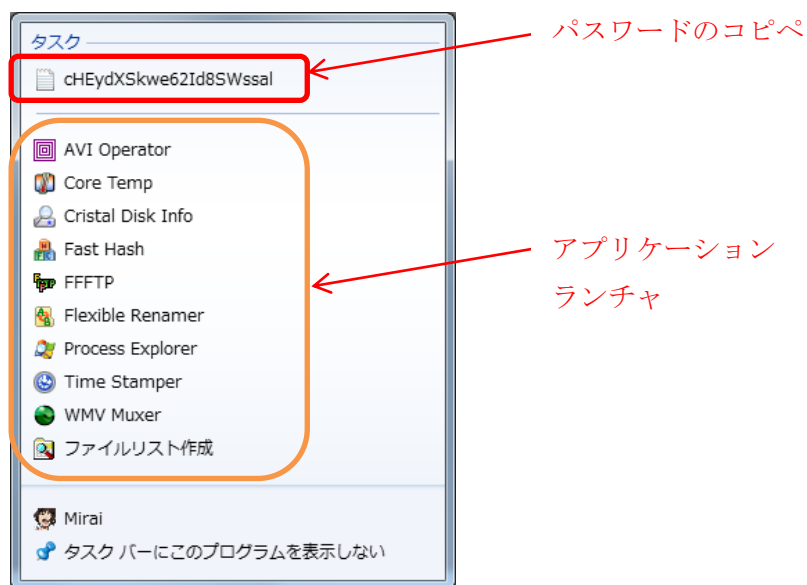 タスク
パスワードのコピペ
cHEydXSkwe62Id8SWssal
AVI Operator
Core Temp
Cristal Disk Info
Fast Hash
FFFTP
Flexible Renamer
Process Explorer
Time Stamper
WMV Muxer
ファイルリスト作成
アプリケーション
ランチャ
Mirai
タスク バーにこのプログラムを表示しない